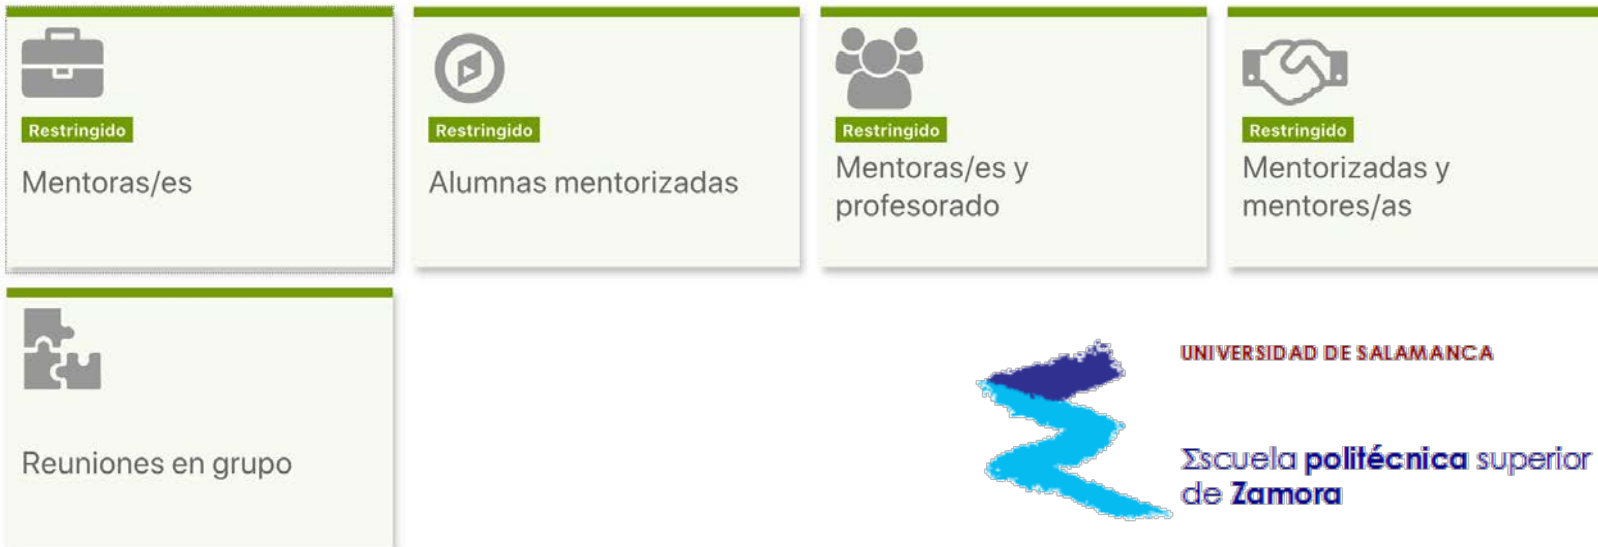 Restringido
Mentoras/es
Restringido
Alumnas mentorizadas
Restringido
Mentoras/es y
profesorado
Restringido
Mentorizadas y
mentores/as
Reuniones en grupo
UNIVERSIDAD DE SALAMANCA
Σscuela politécnica superior
de Zamora